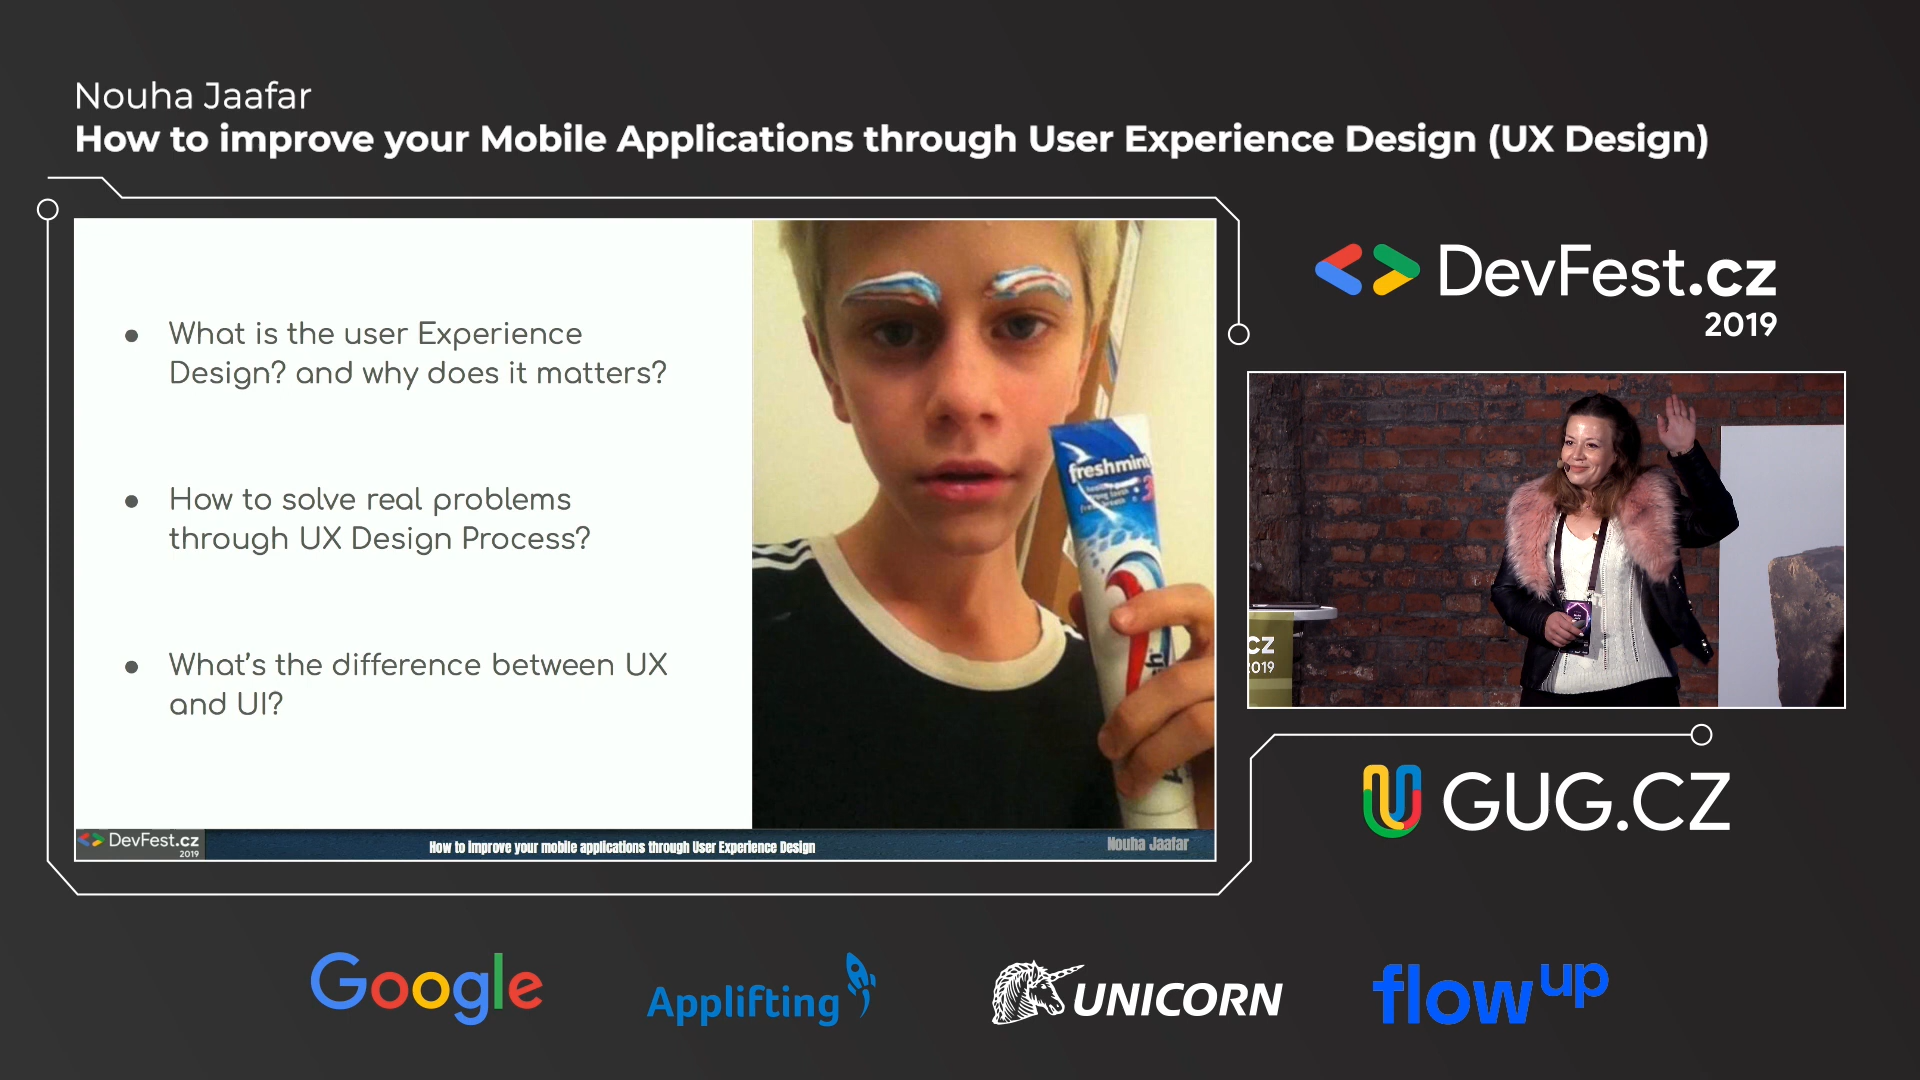 Nouha Jaafar
How to improve your Mobile Applications through User Experience Design (UX Design)
● What is the user Experience
Design? and why does it matters?
● How to solve real problems
through UX Design Process?
● What's the difference between UX
and UI?
freshmint
DevFest.cz
2019
How to improve your mobile applications through User Experience Design
Nouha Jaafar
DevFest.cz
2019
CZ
2019
GUG.CZ
Google
Applifting
UNICORN
flowup